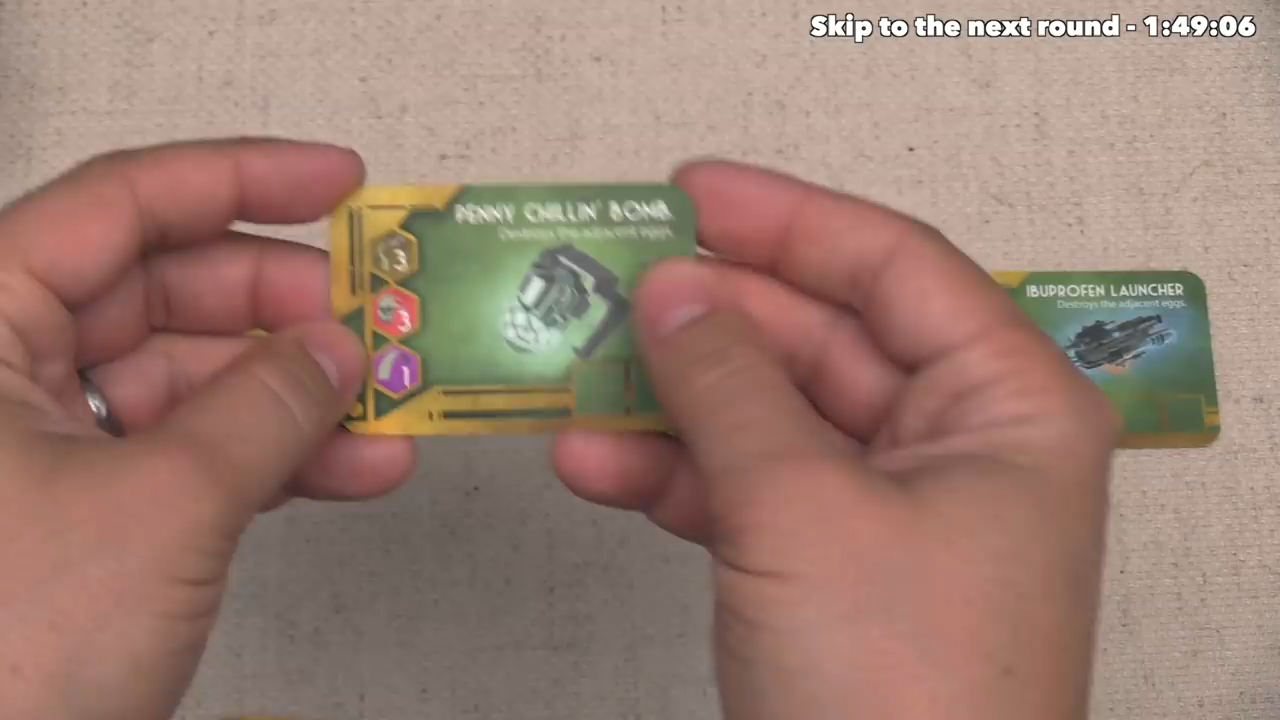 Skip to the next round - 1:49:06
PENNY CHILLIN' BOMB
Destroys the adjacent eggs.
3
3
1
IBUPROFEN LAUNCHER
Destroys the adjacent eggs.